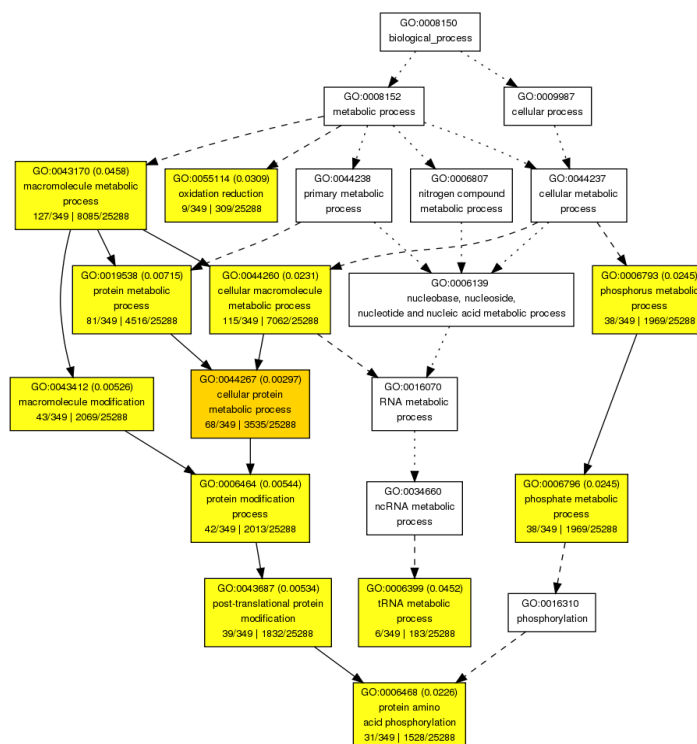 GO:0008150
biological_process
GO:0008152
metabolic process
GO:0009987
cellular process
GO:0043170 (0.0458)
macromolecule metabolic
process
127/349 | 8085/25288
GO:0055114 (0.0309)
oxidation reduction
9/349 | 309/25288
GO:0044238
primary metabolic
process
GO:0006807
nitrogen compound
metabolic process
GO:0044237
cellular metabolic
process
GO:0019538 (0.00715)
protein metabolic
process
81/349 | 4516/25288
GO:0044260 (0.0231)
cellular macromolecule
metabolic process
115/349 | 7062/25288
GO:0006139
nucleobase, nucleoside,
nucleotide and nucleic acid metabolic process
GO:0006793 (0.0245)
phosphorus metabolic
process
38/349 | 1969/25288
GO:0043412 (0.00526)
macromolecule modification
43/349 | 2069/25288
GO:0044267 (0.00297)
cellular protein
metabolic process
68/349 | 3535/25288
GO:0016070
RNA metabolic
process
GO:0006464 (0.00544)
protein modification
process
42/349 | 2013/25288
GO:0034660
ncRNA metabolic
process
GO:0006796 (0.0245)
phosphate metabolic
process
38/349 | 1969/25288
GO:0043687 (0.00534)
post-translational protein
modification
39/349 | 1832/25288
GO:0006399 (0.0452)
tRNA metabolic
process
6/349 | 183/25288
GO:0016310
phosphorylation
GO:0006468 (0.0226)
protein amino
acid phosphorylation
31/349 | 1528/25288